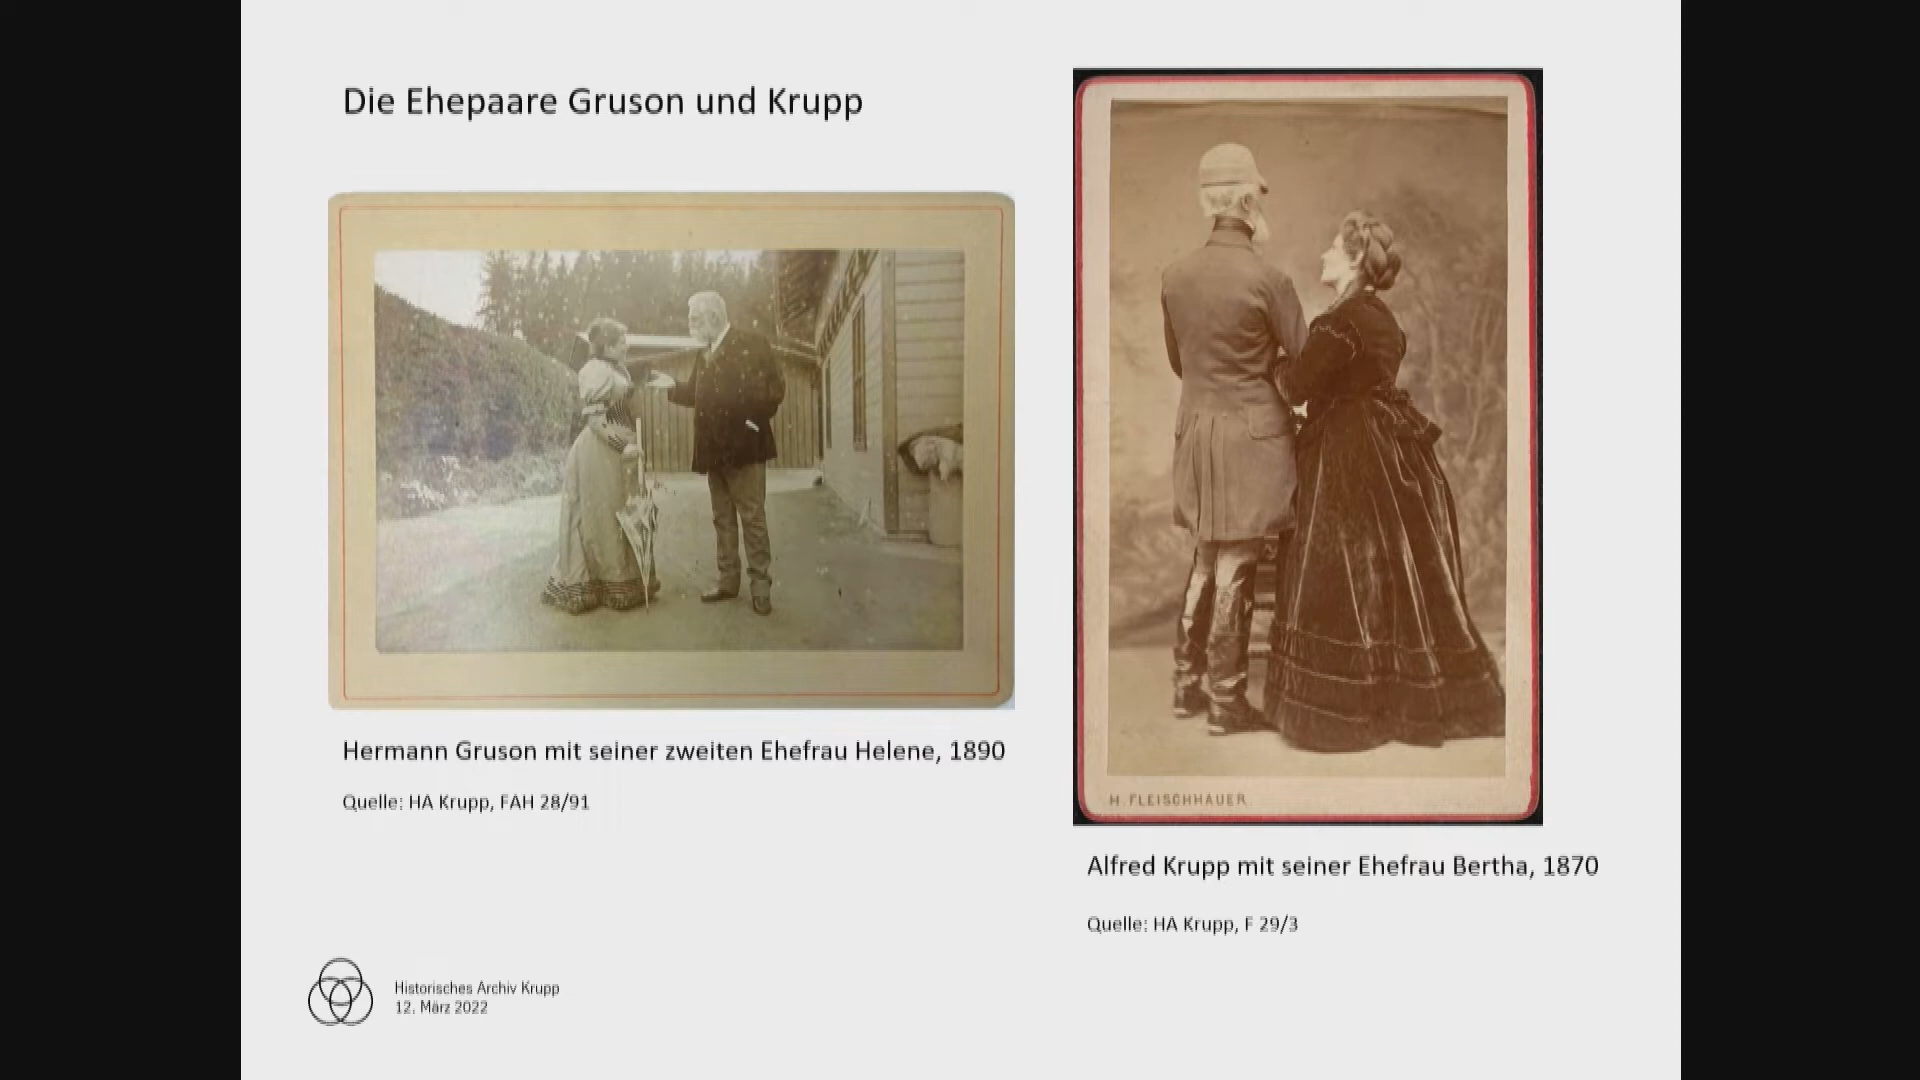 Die Ehepaare Gruson und Krupp
Hermann Gruson mit seiner zweiten Ehefrau Helene, 1890
Quelle: HA Krupp, FAH 28/91
H. FLEISCHHAUER
Alfred Krupp mit seiner Ehefrau Bertha, 1870
Quelle: HA Krupp, F 29/3
Historisches Archiv Krupp
12. März 2022